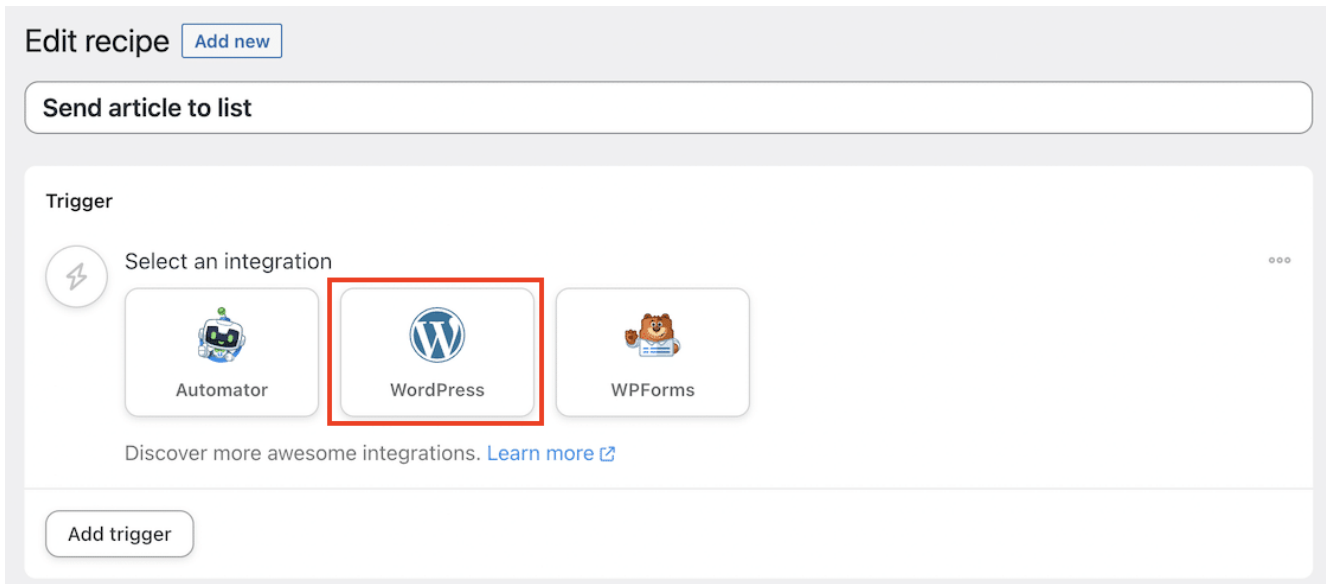 Edit recipe Add new
Send article to list
Trigger
Select an integration
Automator WordPress WPForms
Discover more awesome integrations. Learn more
Add trigger